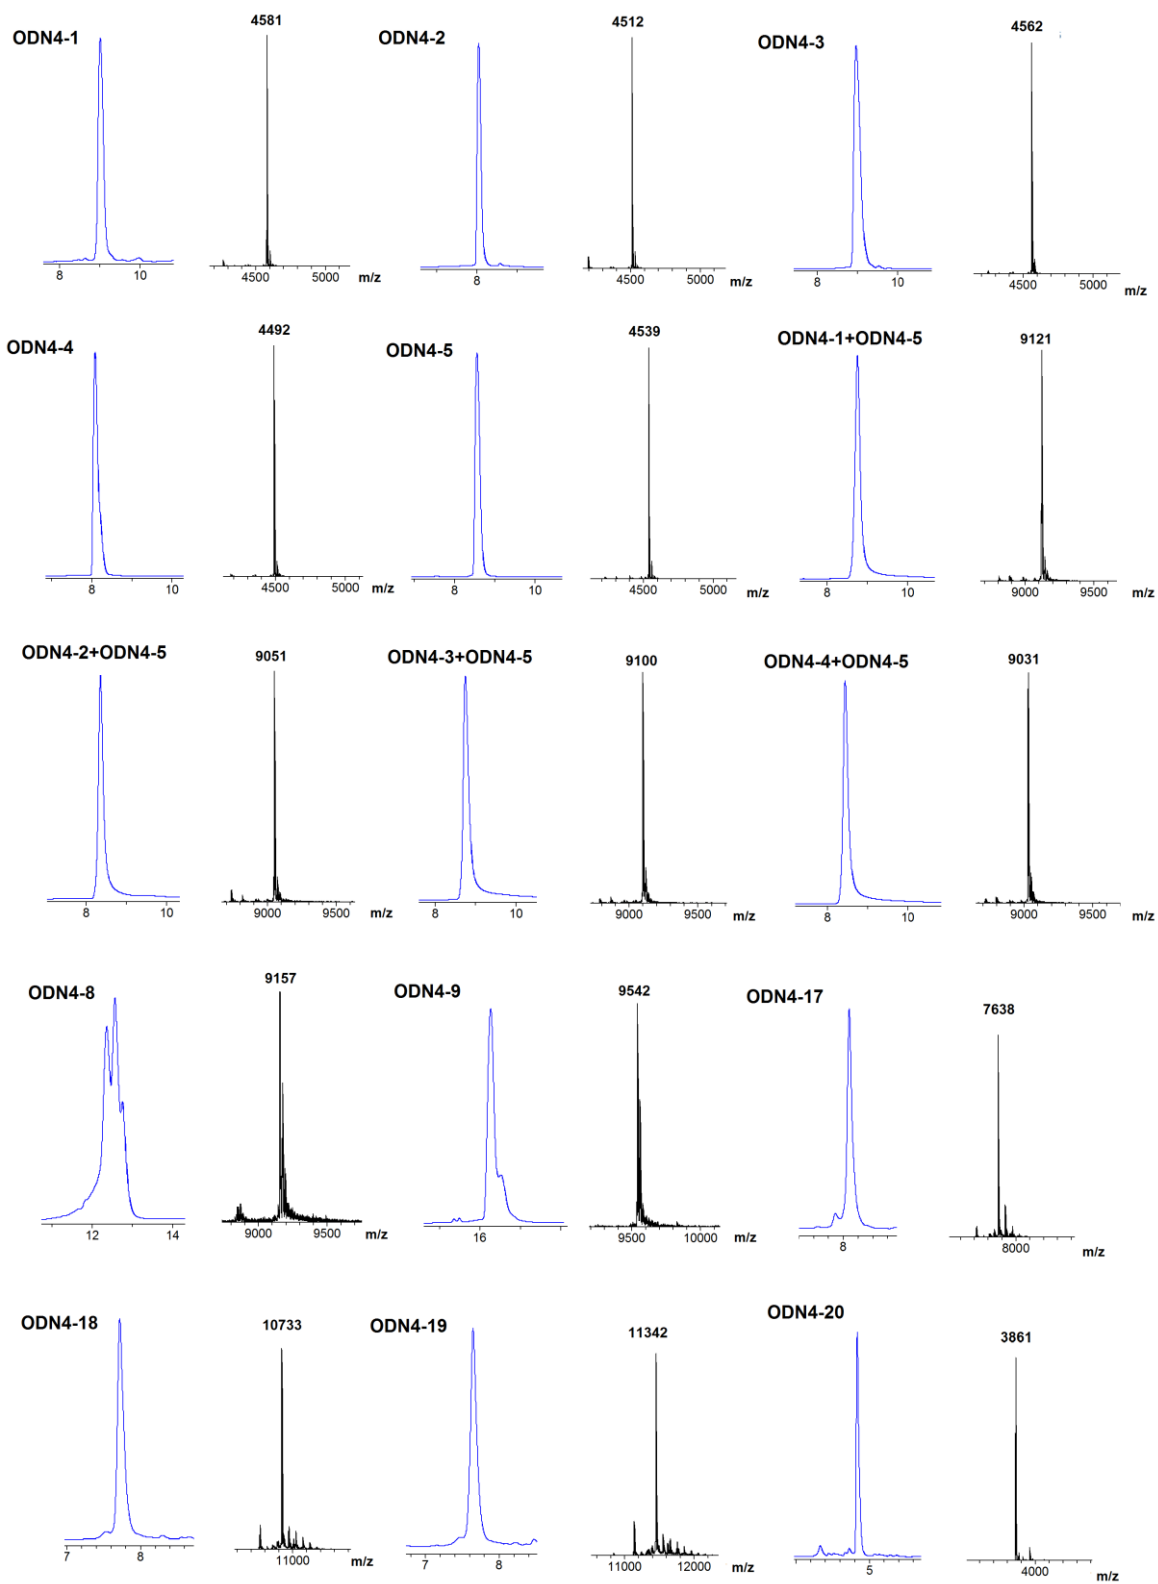 ODN4-1 4581 ODN4-2 4512 ODN4-3 4562
8 10 4500 5000 m/z 8 4500 5000 m/z 8 10 4500 5000 m/z
ODN4-4 4492 ODN4-5 4539 ODN4-1+ODN4-5 9121
8 10 4500 5000 m/z 8 10 4500 5000 m/z 8 10 9000 9500 m/z
ODN4-2+ODN4-5 9051 ODN4-3+ODN4-5 9100 ODN4-4+ODN4-5 9031
8 10 9000 9500 m/z 8 10 9000 9500 m/z 8 10 9000 9500 m/z
ODN4-8 9157 ODN4-9 9542 ODN4-17 7638
12 14 9000 9500 m/z 16 9500 10000 m/z 8 8000 m/z
ODN4-18 10733 ODN4-19 11342 ODN4-20 3861
7 8 11000 m/z 7 8 11000 12000 m/z 5 4000 m/z